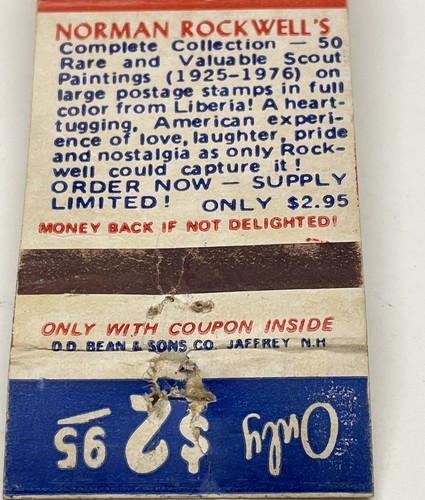 NORMAN ROCKWELL'S
Complete Collection — 50
Rare and Valuable Scout
Paintings (1925-1976) on
large postage stamps in full
color from Liberia! A heart-
tugging, American experi-
ence of love, laughter, pride
and nostalgia as only Rock-
well could capture it!
ORDER NOW — SUPPLY
LIMITED! ONLY $2.95
MONEY BACK IF NOT DELIGHTED!
ONLY WITH COUPON INSIDE
D.D. BEAN & SONS CO. JAFFREY N.H
Only $2 95